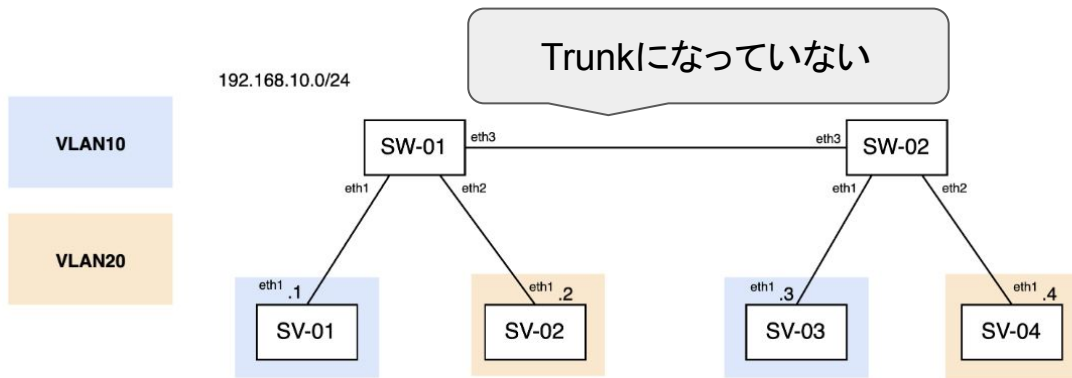 Trunkになっていない
192.168.10.0/24
VLAN10
VLAN20
SW-01
eth3
eth3
SW-02
eth1
eth2
eth1
eth2
eth1 .1
eth1 .2
eth1 .3
eth1 .4
SV-01
SV-02
SV-03
SV-04